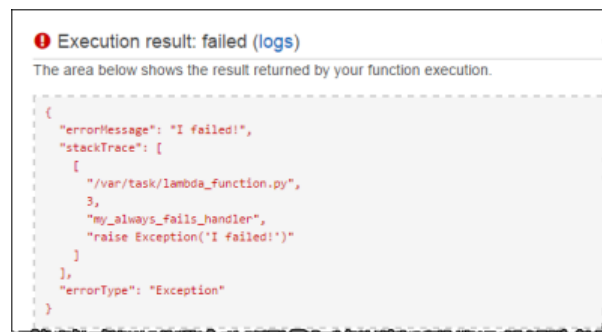 Execution result: failed (logs)
The area below shows the result returned by your function execution.
{
"errorMessage": "I failed!",
"stackTrace": [
[
"/var/task/lambda_function.py",
3,
"my_always_fails_handler",
"raise Exception('I failed!')"
]
],
"errorType": "Exception"
}